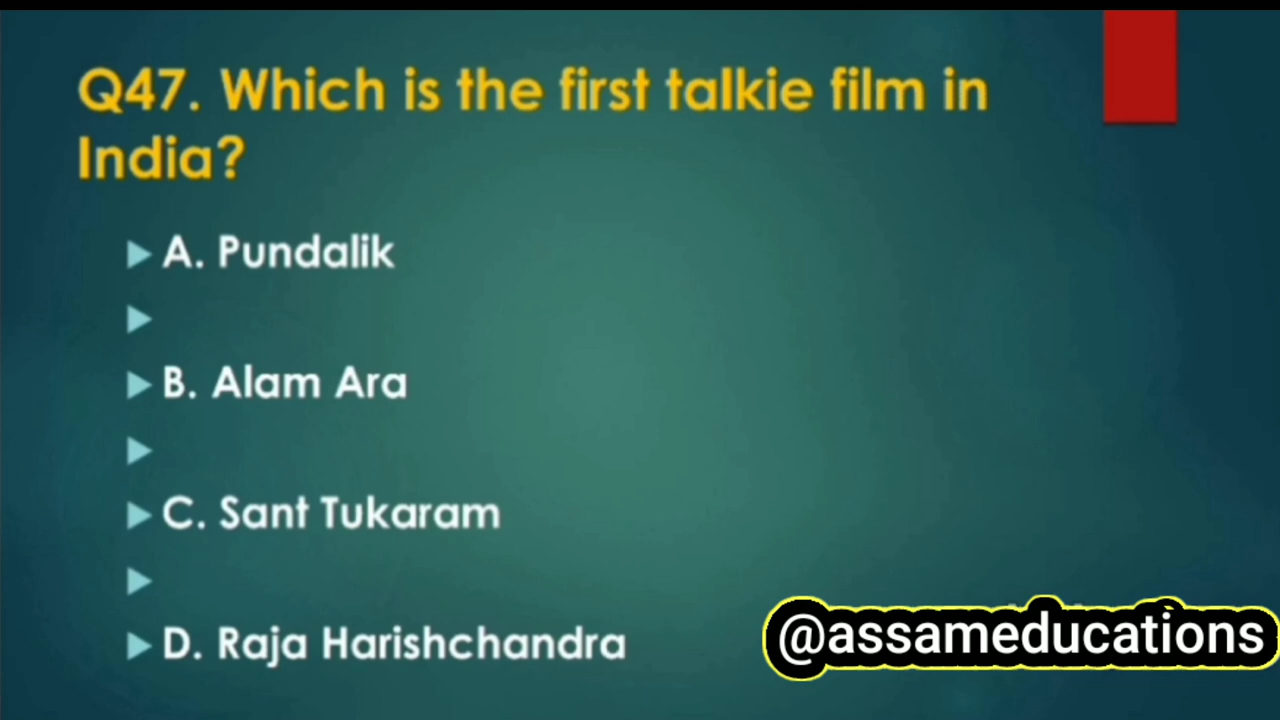 Q47. Which is the first talkie film in
India?
A. Pundalik
B. Alam Ara
C. Sant Tukaram
D. Raja Harishchandra
@assameducations